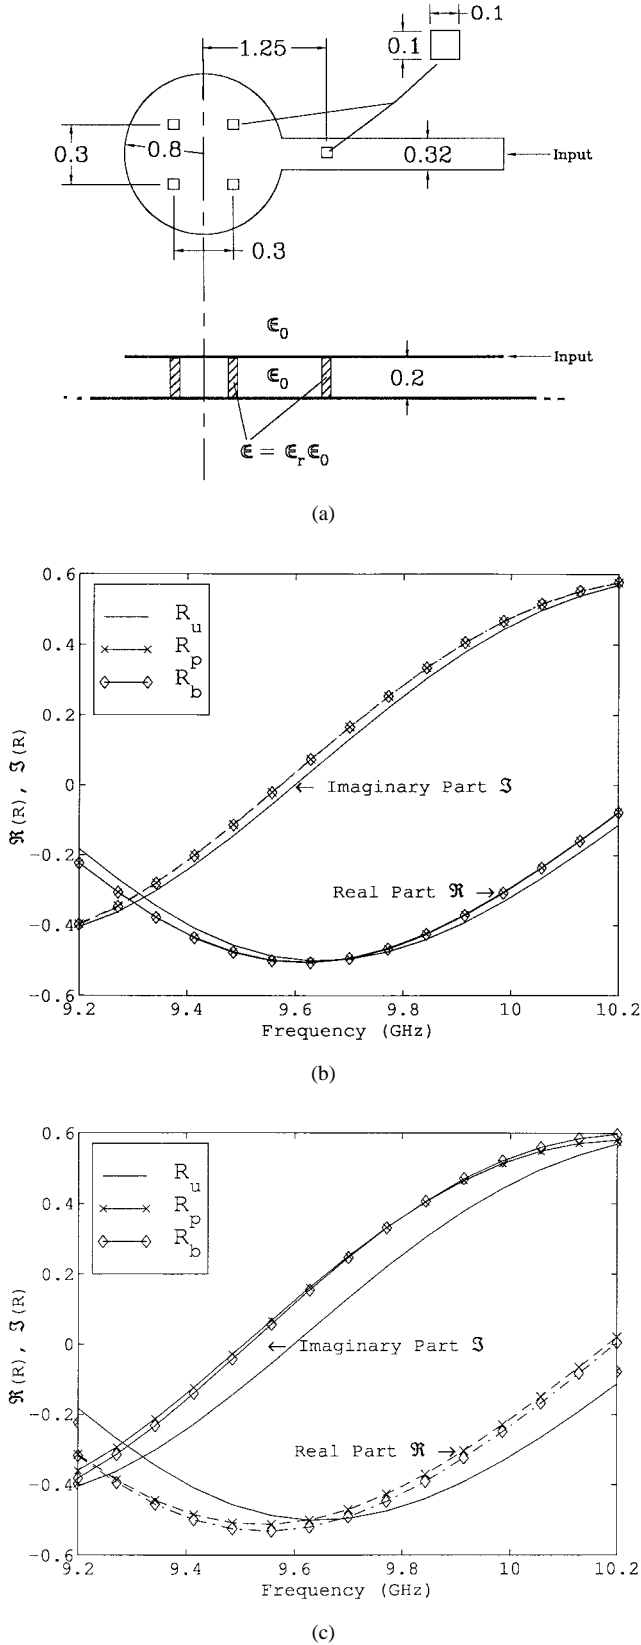 0.1
0.1
1.25
0.3
0.8
0.32
Input
0.3
ϵ0
Input
ϵ0
0.2
ϵ = ϵr ϵ0
(a)
0.6
0.4
0.2
0
-0.2
-0.4
-0.6
ℜ(R), ℑ(R)
Ru
Rp
Rb
← Imaginary Part ℑ
Real Part ℜ →
9.2 9.4 9.6 9.8 10 10.2
Frequency (GHz)
(b)
0.6
0.4
0.2
0
-0.2
-0.4
-0.6
ℜ(R), ℑ(R)
Ru
Rp
Rb
← Imaginary Part ℑ
Real Part ℜ →
9.2 9.4 9.6 9.8 10 10.2
Frequency (GHz)
(c)